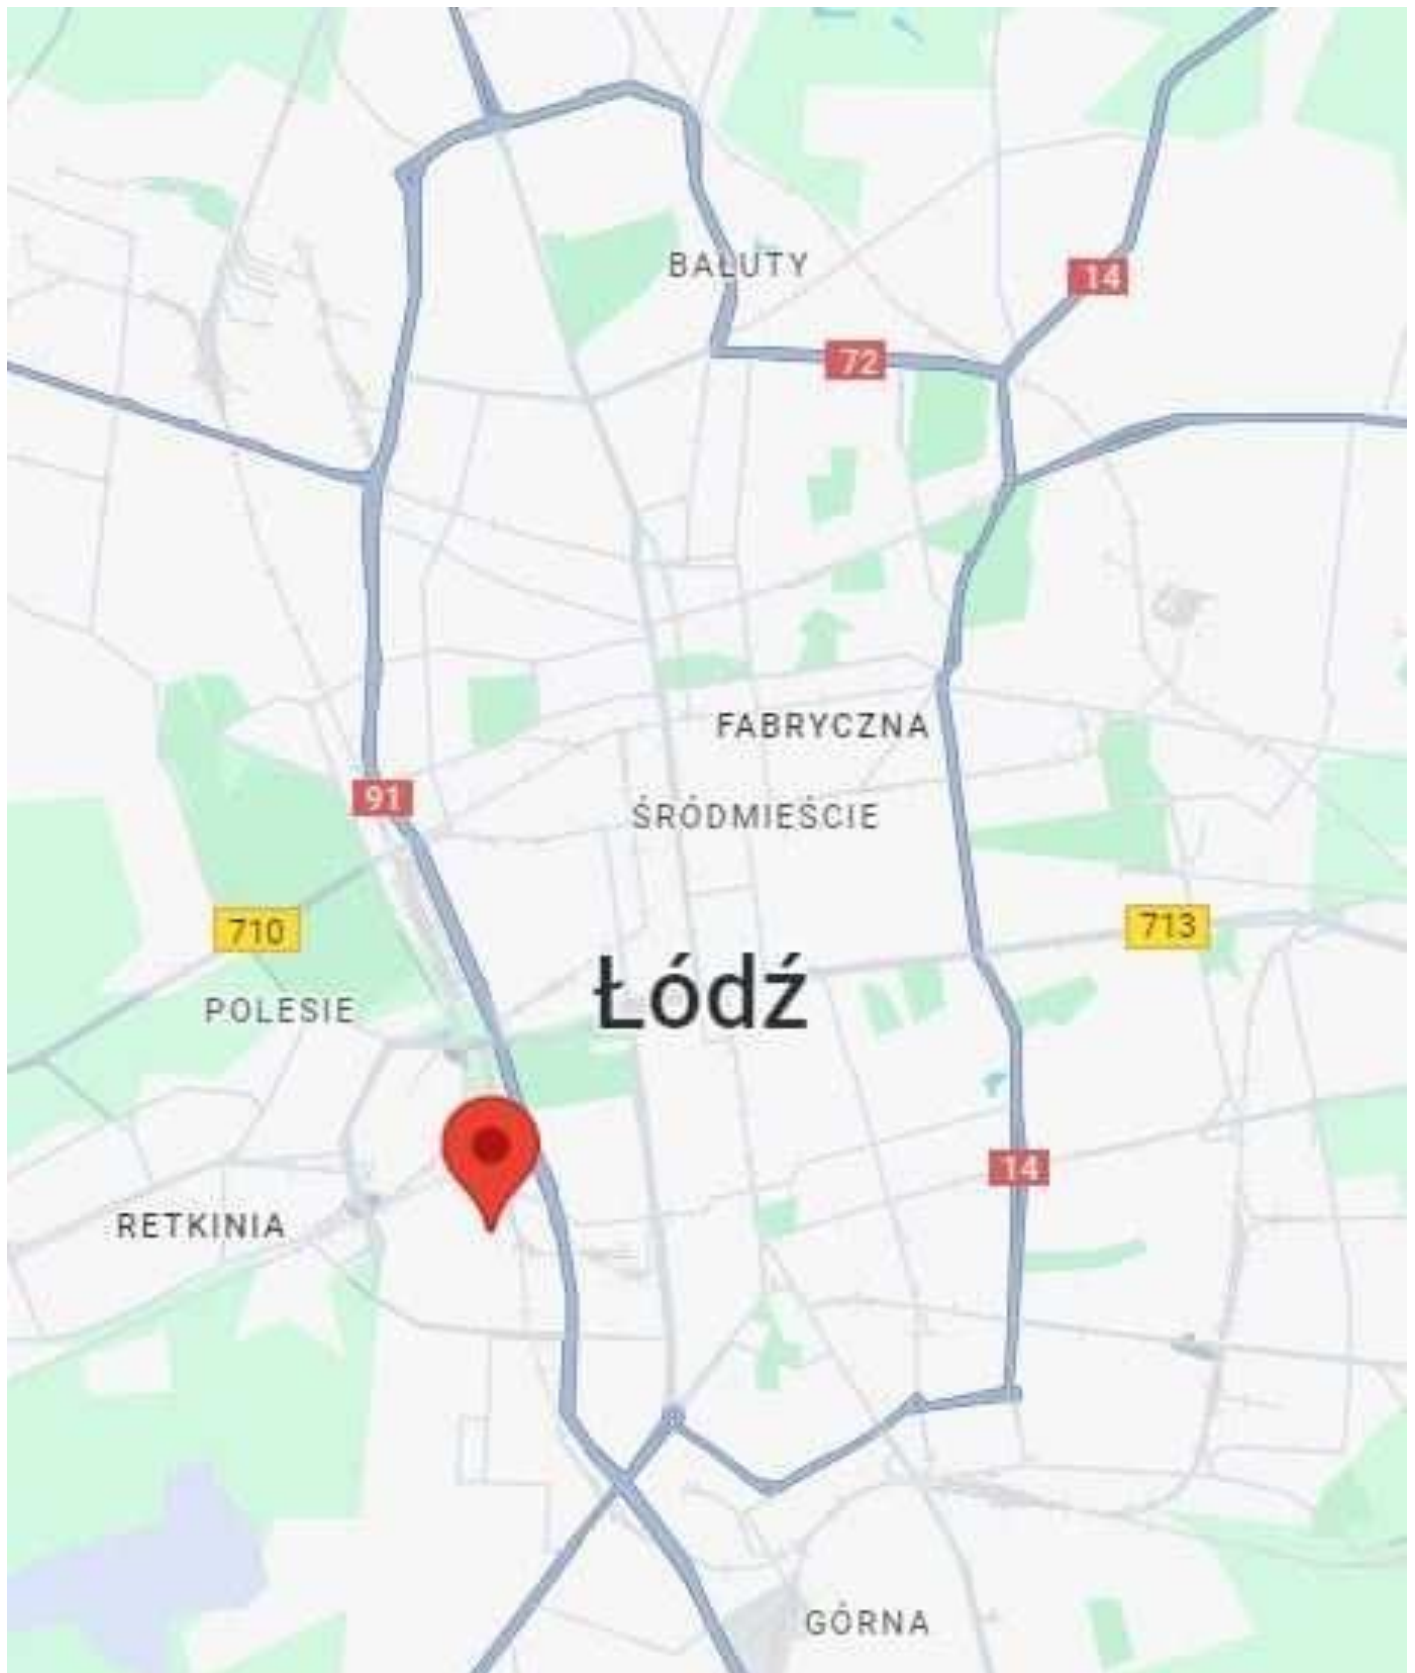 BAŁUTY
14
72
FABRYCZNA
91
ŚRÓDMIEŚCIE
710
713
Łódź
POLESIE
14
RETKINIA
GÓRNA